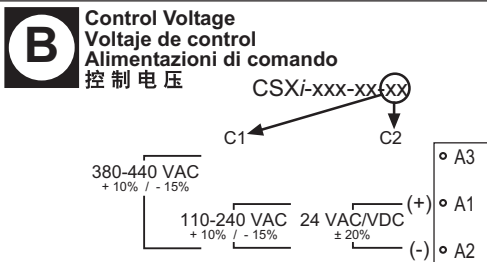 B
Control Voltage
Voltaje de control
Alimentazioni di comando
控制电压
CSXi-xxx-xx-xx
C1
C2
A3
380-440 VAC
+ 10% / - 15%
110-240 VAC
+ 10% / - 15%
24 VAC/VDC
± 20%
(+)
A1
(-)
A2